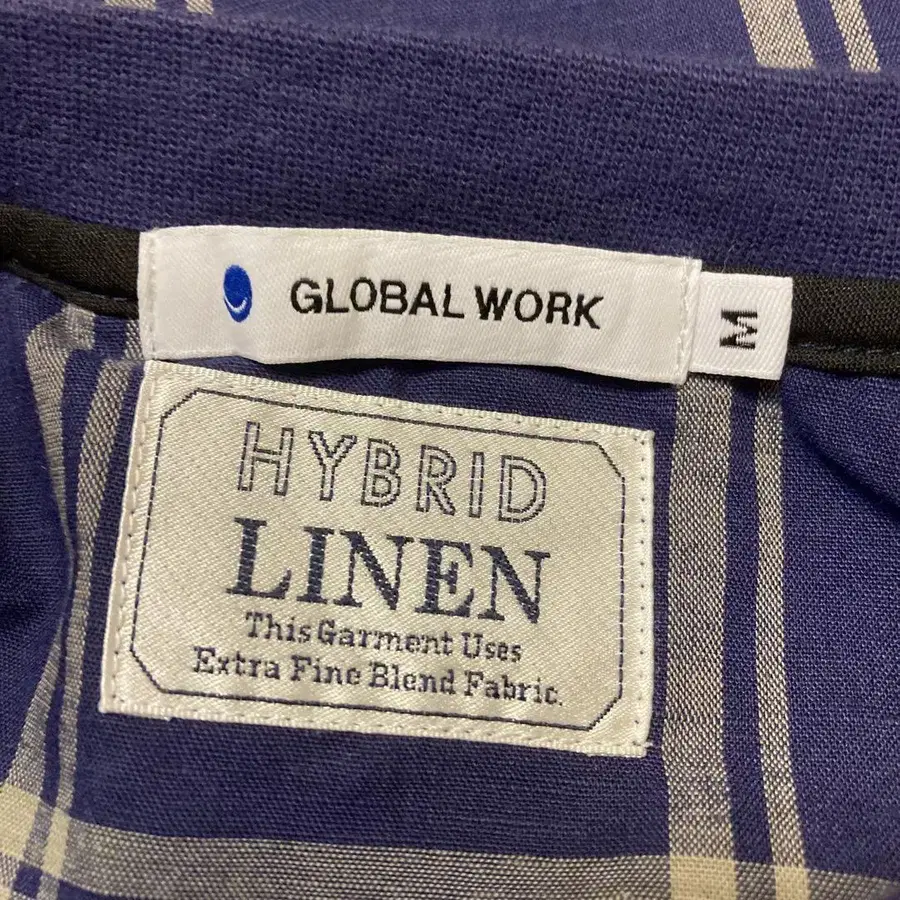 GLOBAL WORK
M
HYBRID
LINEN
This Garment Uses
Extra Fine Blend Fabric.